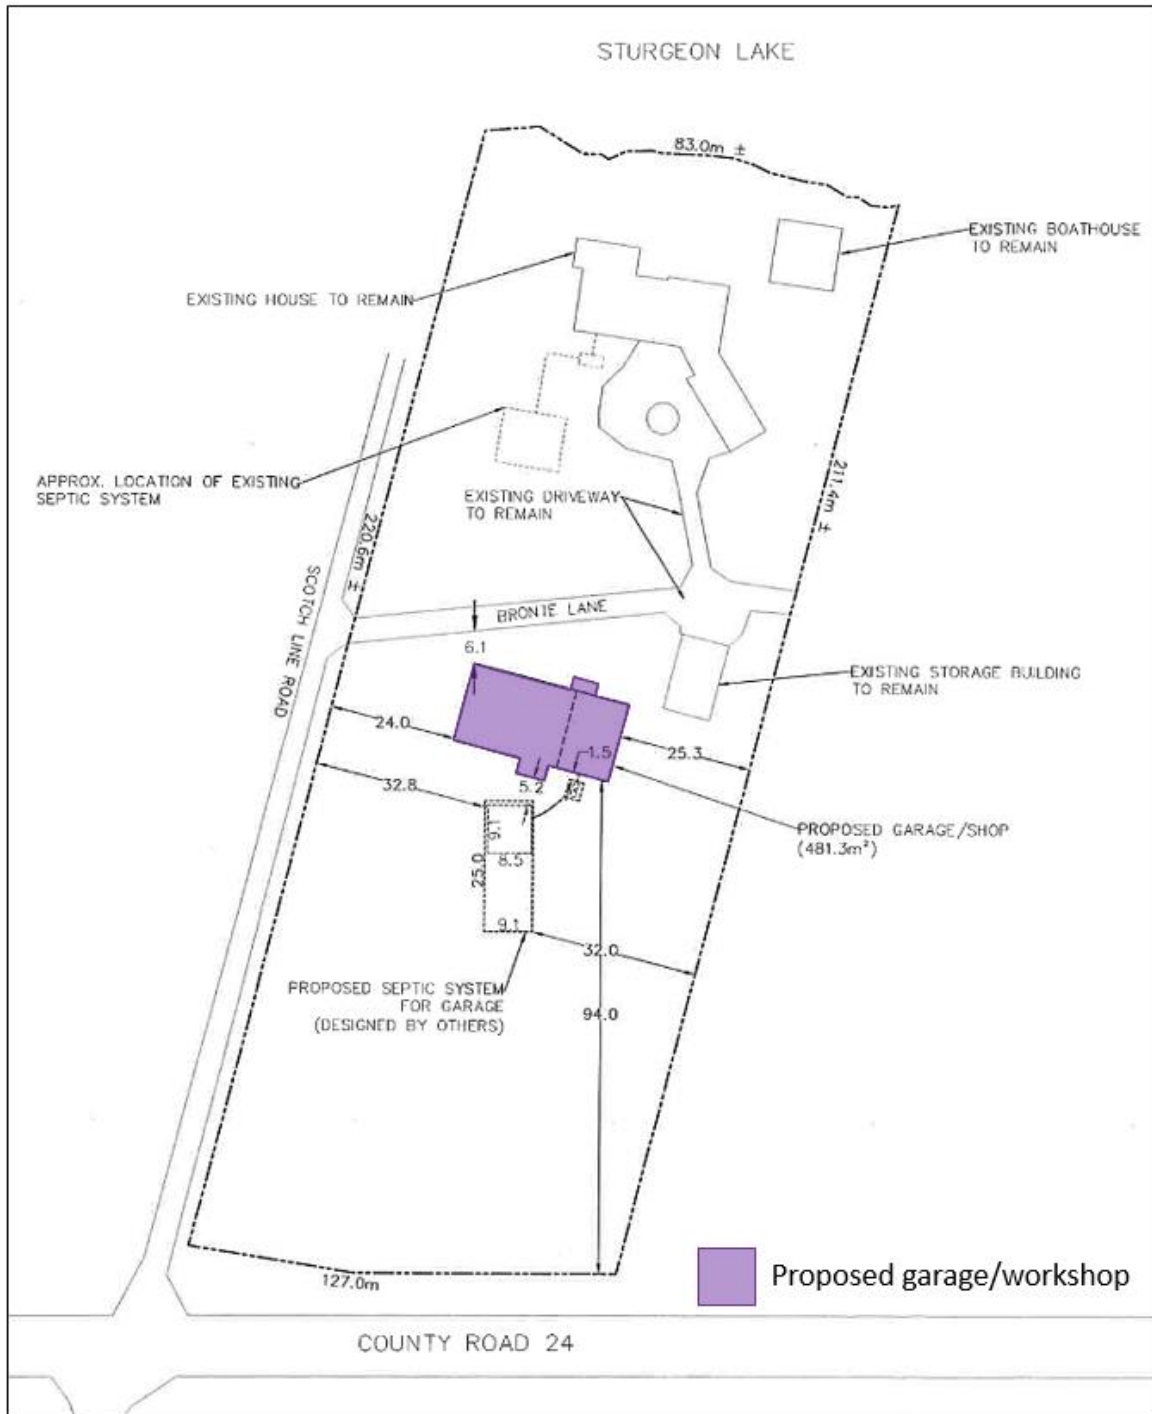 STURGEON LAKE
83.0m ±
EXISTING BOATHOUSE
TO REMAIN
EXISTING HOUSE TO REMAIN
APPROX. LOCATION OF EXISTING
SEPTIC SYSTEM
EXISTING DRIVEWAY
TO REMAIN
211.4m ±
220.6m ±
SCOTCH LINE ROAD
BRONTE LANE
6.1
EXISTING STORAGE BUILDING
TO REMAIN
24.0
1.5
25.3
32.8
5.2
PROPOSED GARAGE/SHOP
(481.3m²)
9.1
8.5
25.0
9.1
32.0
PROPOSED SEPTIC SYSTEM
FOR GARAGE
(DESIGNED BY OTHERS)
94.0
127.0m
Proposed garage/workshop
COUNTY ROAD 24